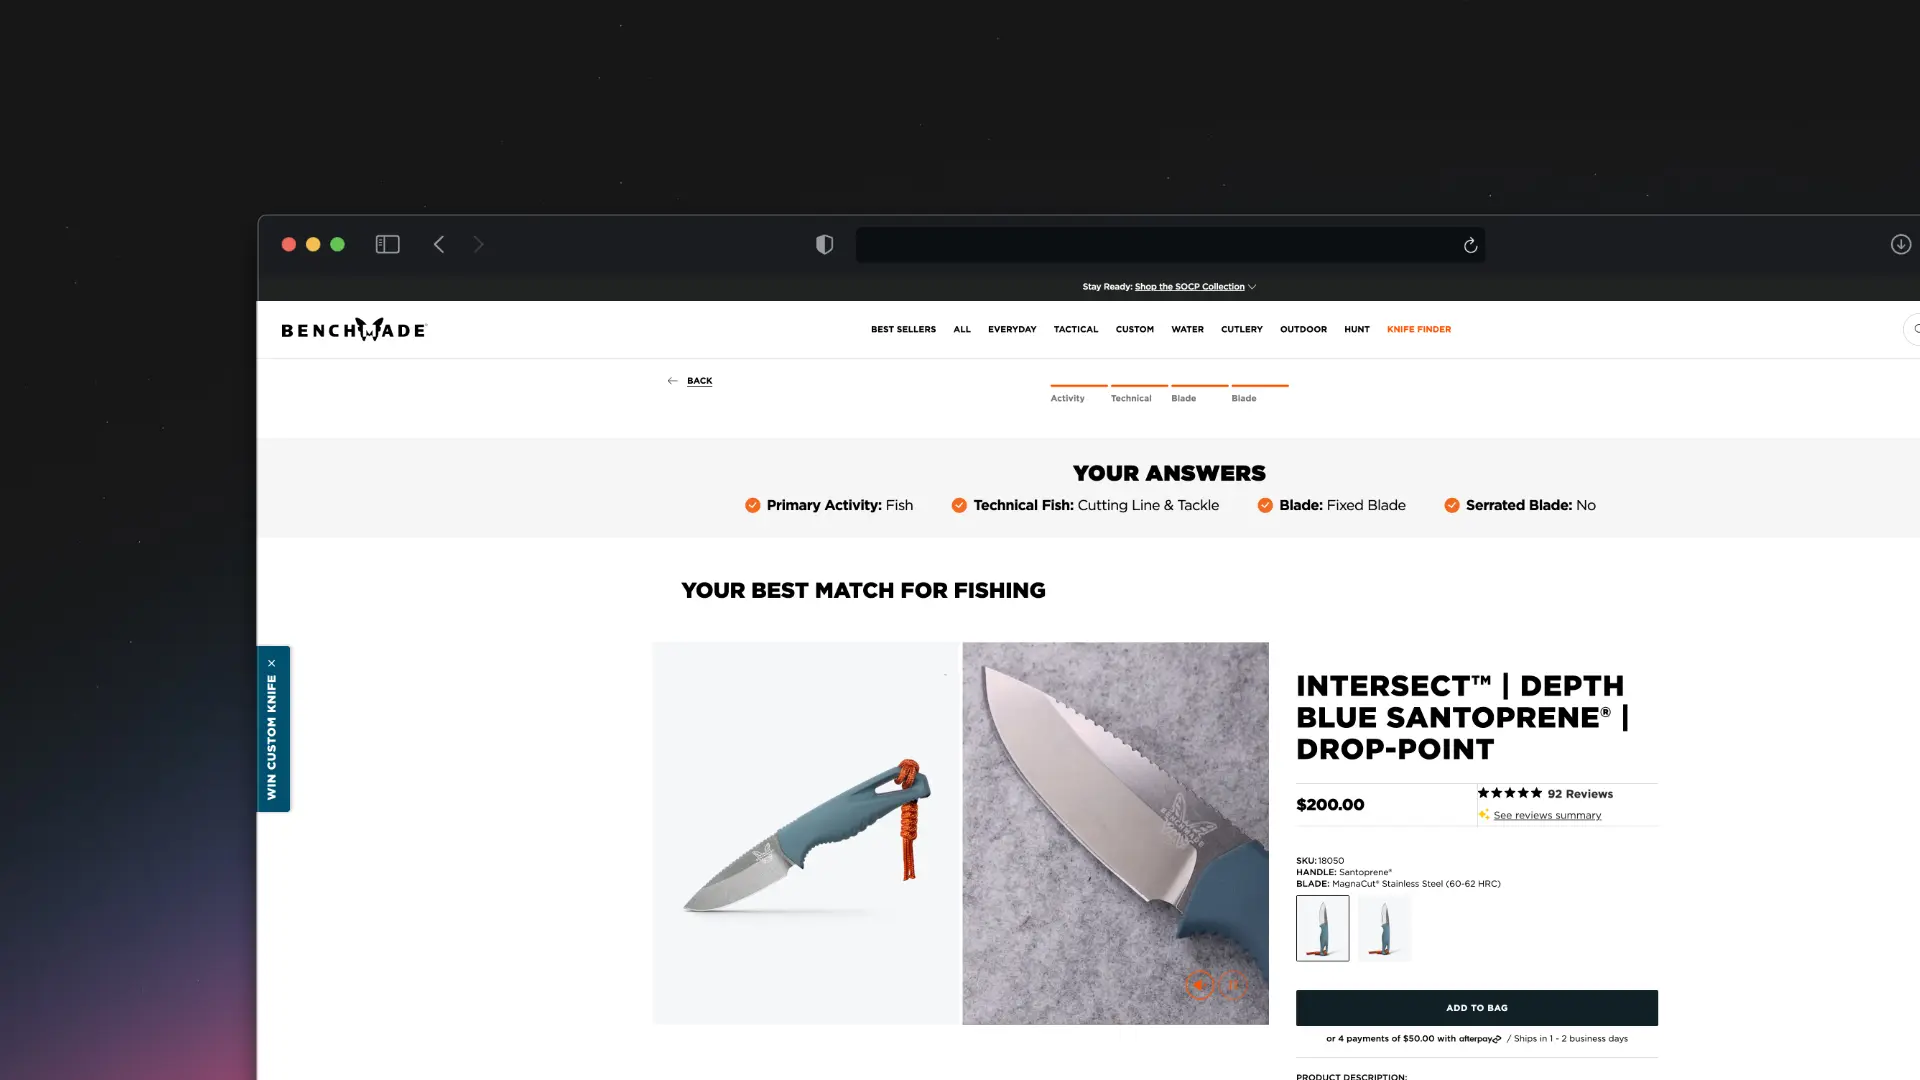 Stay Ready: Shop the SOCP Collection
BENCHMADE
BEST SELLERS ALL EVERYDAY TACTICAL CUSTOM WATER CUTLERY OUTDOOR HUNT KNIFE FINDER
BACK
Activity Technical Blade Blade
YOUR ANSWERS
Primary Activity: Fish Technical Fish: Cutting Line & Tackle Blade: Fixed Blade Serrated Blade: No
YOUR BEST MATCH FOR FISHING
WIN CUSTOM KNIFE
INTERSECT™ | DEPTH
BLUE SANTOPRENE® |
DROP-POINT
$200.00
92 Reviews
See reviews summary
SKU: 18050
HANDLE: Santoprene®
BLADE: MagnaCut® Stainless Steel (60-62 HRC)
ADD TO BAG
or 4 payments of $50.00 with afterpay / Ships in 1 - 2 business days
PRODUCT DESCRIPTION: